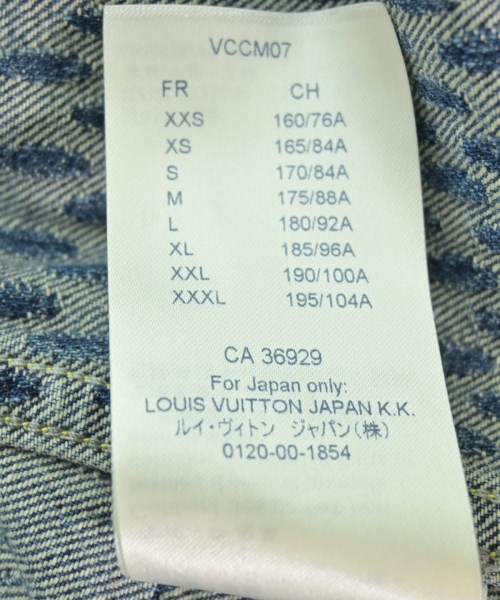 VCCM07
FR CH
XXS 160/76A
XS 165/84A
S 170/84A
M 175/88A
L 180/92A
XL 185/96A
XXL 190/100A
XXXL 195/104A
CA 36929
For Japan only:
LOUIS VUITTON JAPAN K.K.
ルイ・ヴィトン ジャパン(株)
0120-00-1854